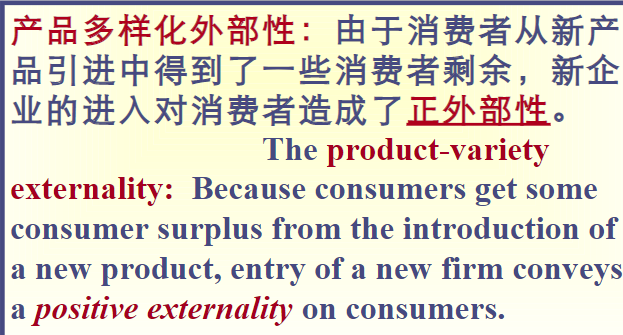 产品多样化外部性：由于消费者从新产
品引进中得到了一些消费者剩余，新企
业的进入对消费者造成了正外部性。
The product-variety
externality: Because consumers get some
consumer surplus from the introduction of
a new product, entry of a new firm conveys
a positive externality on consumers.